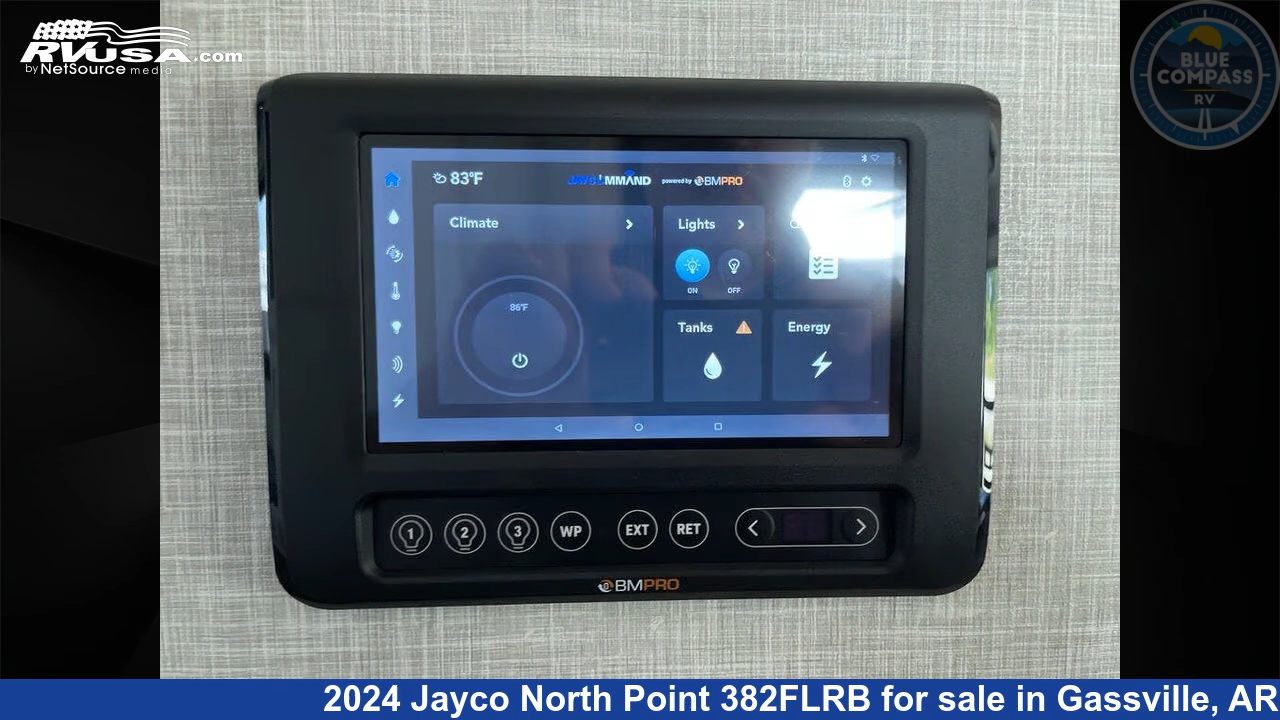 RVUSA.com
by NetSource media
BLUE
COMPASS
RV
83°F
JAYCOMMAND powered by BMPRO
Climate
Lights
86°F
ON
OFF
Tanks
Energy
1
2
3
WP
EXT
RET
BMPRO
2024 Jayco North Point 382FLRB for sale in Gassville, AR